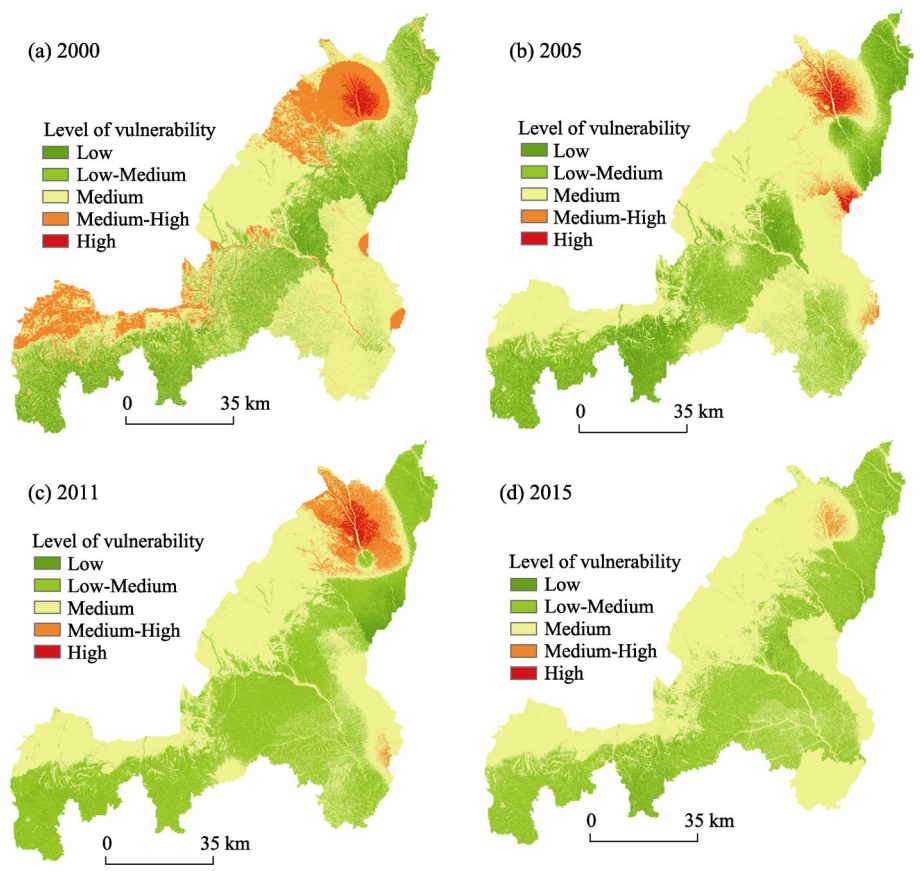 (a) 2000
Level of vulnerability
Low
Low-Medium
Medium
Medium-High
High
0 35 km
(b) 2005
Level of vulnerability
Low
Low-Medium
Medium
Medium-High
High
0 35 km
(c) 2011
Level of vulnerability
Low
Low-Medium
Medium
Medium-High
High
0 35 km
(d) 2015
Level of vulnerability
Low
Low-Medium
Medium
Medium-High
High
0 35 km